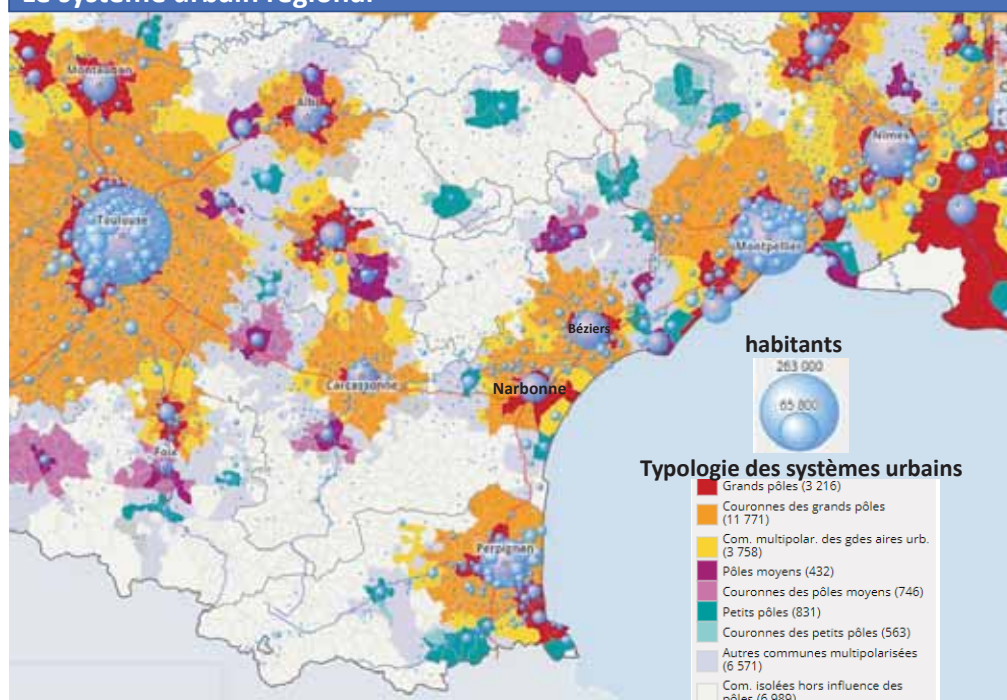 Le système urbain régional
Montauban
Albi
Nîmes
Toulouse
Montpellier
Béziers
Carcassonne
Narbonne
Foix
Perpignan
habitants
263 000
65 800
Typologie des systèmes urbains
Grands pôles (3 216)
Couronnes des grands pôles
(11 771)
Com. multipolar. des gdes aires urb.
(3 758)
Pôles moyens (432)
Couronnes des pôles moyens (746)
Petits pôles (831)
Couronnes des petits pôles (563)
Autres communes multipolarisées
(6 571)
Com. isolées hors influence des
pôles (6 989)